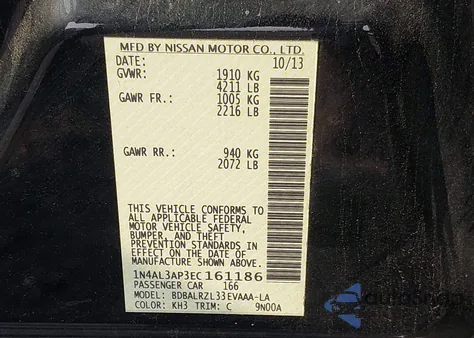 MFD BY NISSAN MOTOR CO., LTD.
DATE: 10/13
GVWR: 1910 KG
4211 LB
GAWR FR.: 1005 KG
2216 LB
GAWR RR.: 940 KG
2072 LB
THIS VEHICLE CONFORMS TO
ALL APPLICABLE FEDERAL
MOTOR VEHICLE SAFETY,
BUMPER, AND THEFT
PREVENTION STANDARDS IN
EFFECT ON THE DATE OF
MANUFACTURE SHOWN ABOVE.
1N4AL3AP3EC161186
PASSENGER CAR 166
MODEL: BDBALRZL33EVAAA-LA
COLOR: KH3 TRIM: C 9N00A